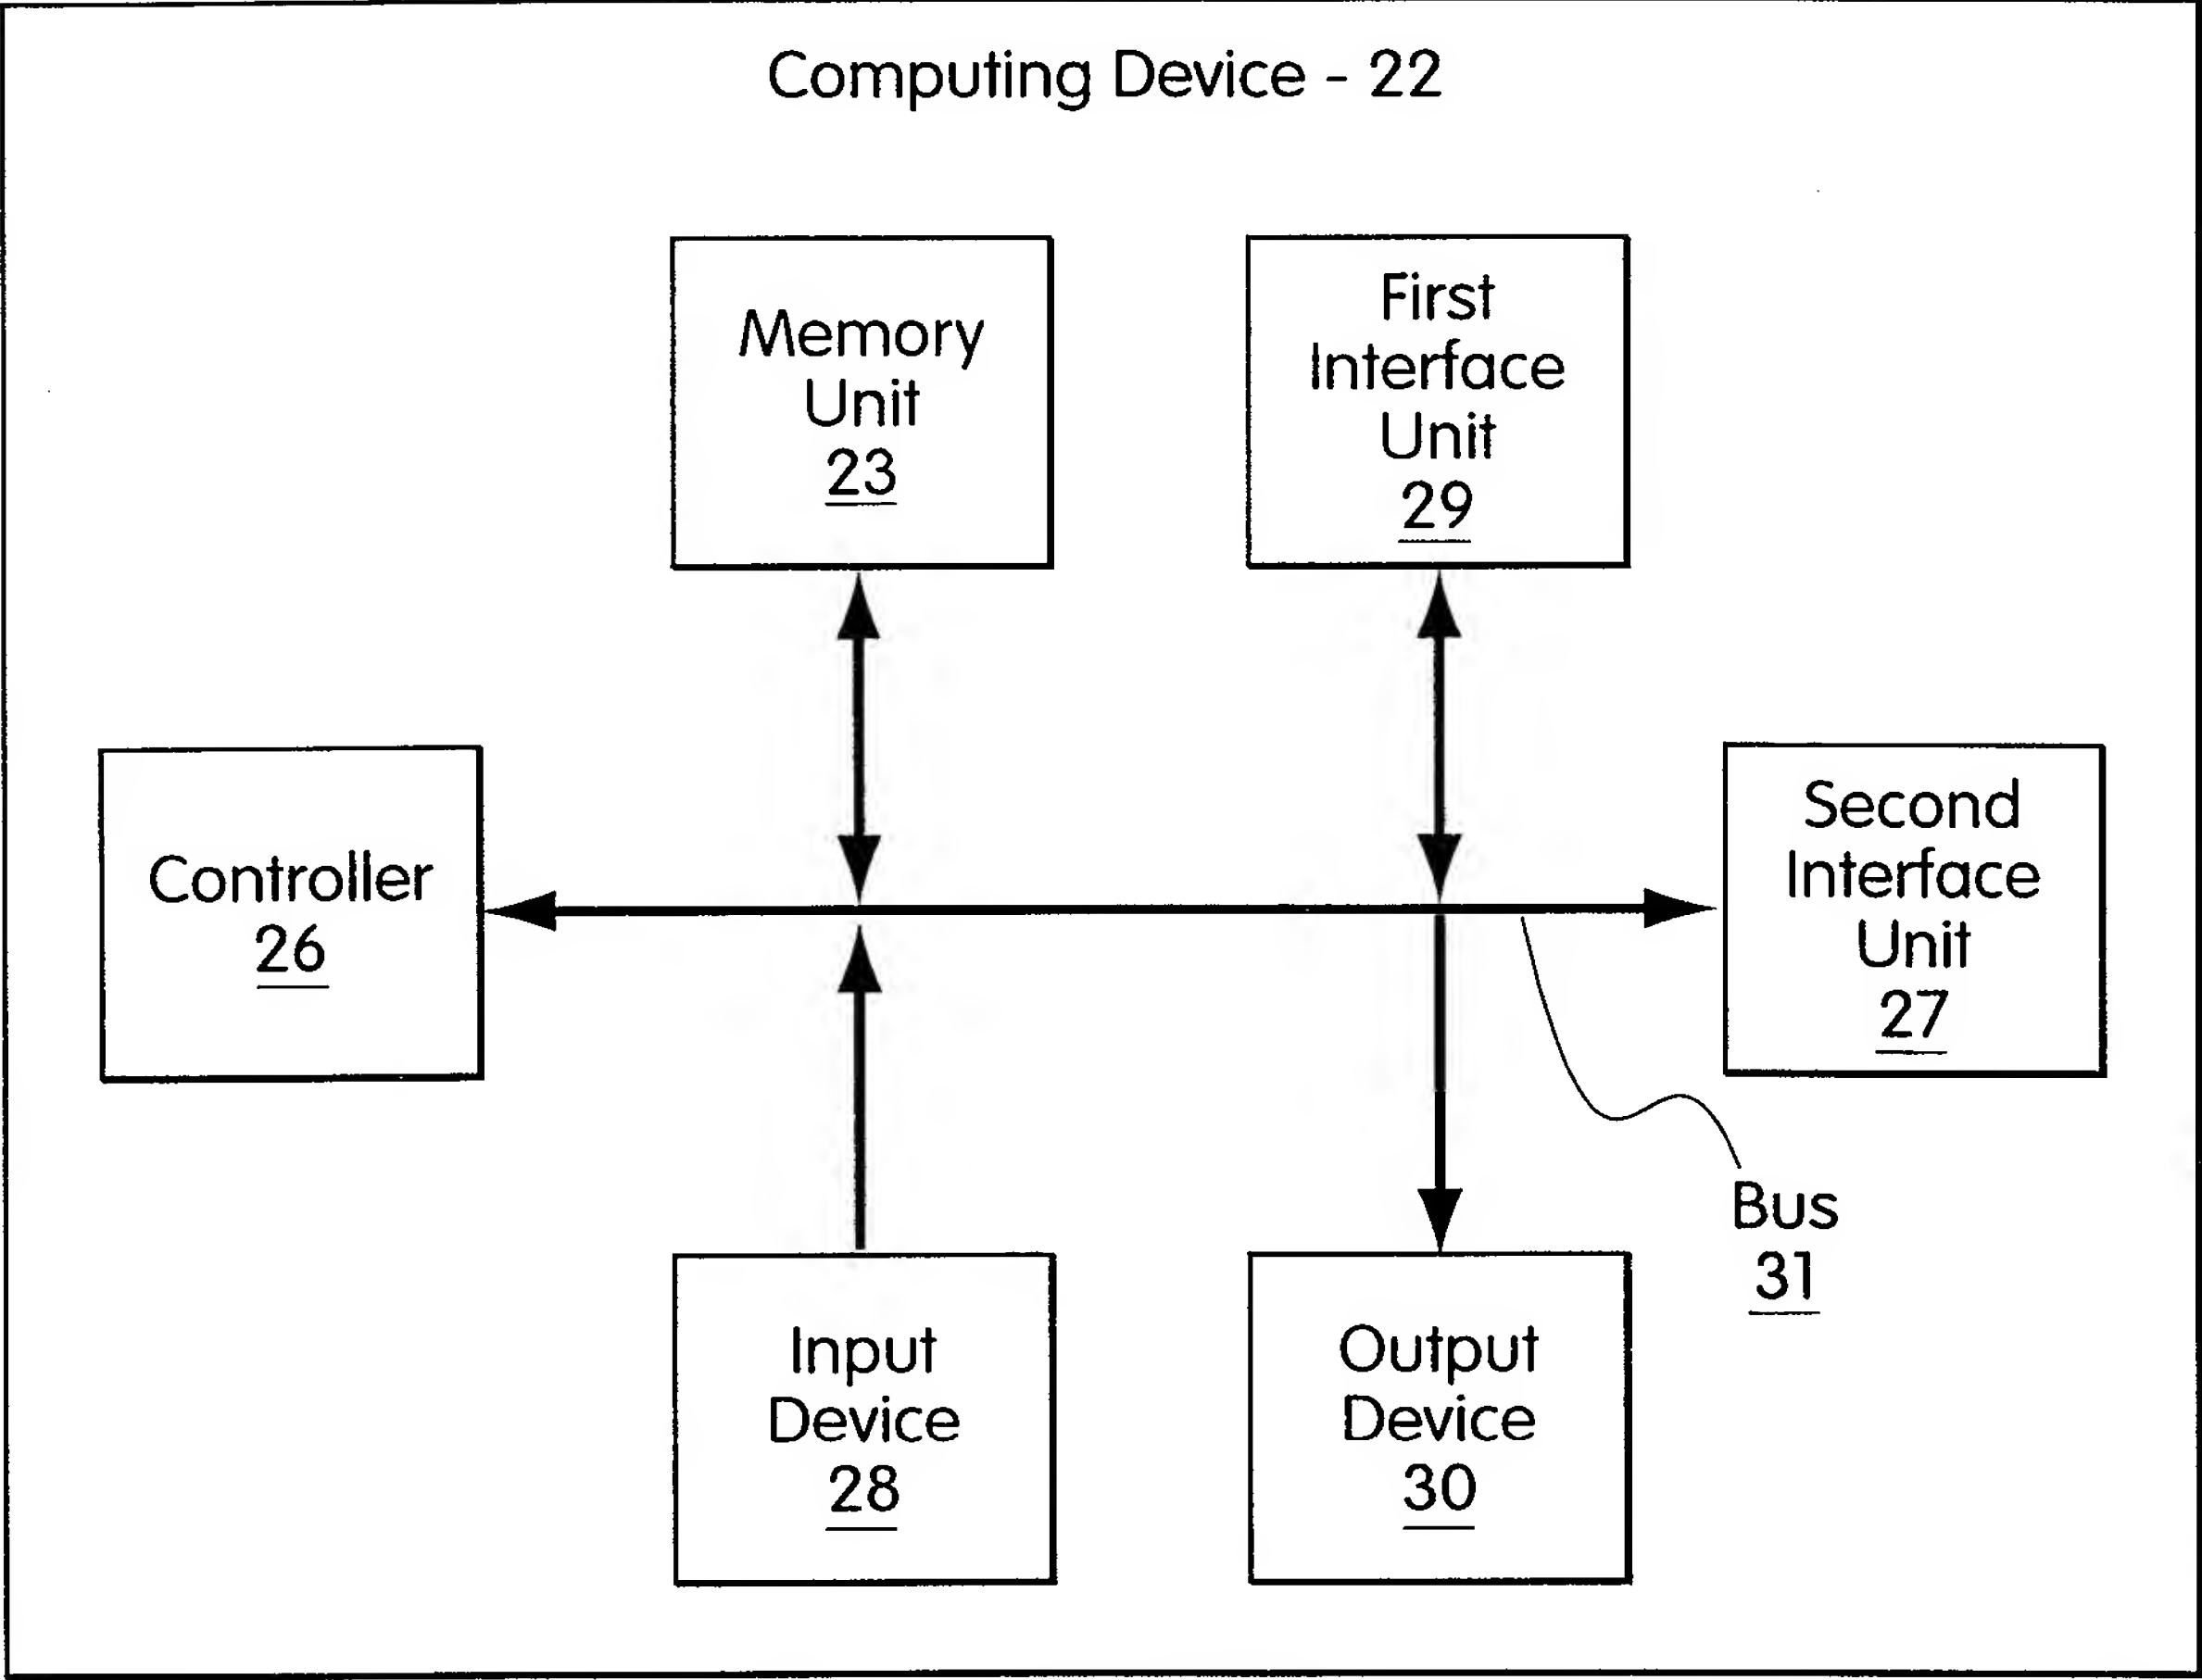 Computing Device - 22
Memory
Unit
23
First
Interface
Unit
29
Controller
26
Second
Interface
Unit
27
Bus
31
Input
Device
28
Output
Device
30